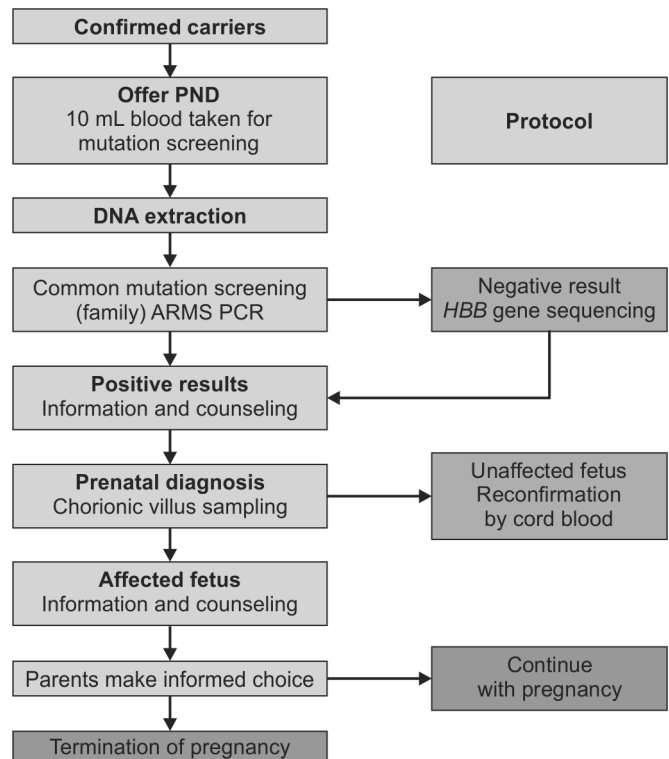 Confirmed carriers
Offer PND
10 mL blood taken for
mutation screening
Protocol
DNA extraction
Common mutation screening
(family) ARMS PCR
Negative result
HBB gene sequencing
Positive results
Information and counseling
Prenatal diagnosis
Chorionic villus sampling
Unaffected fetus
Reconfirmation
by cord blood
Affected fetus
Information and counseling
Parents make informed choice
Continue
with pregnancy
Termination of pregnancy